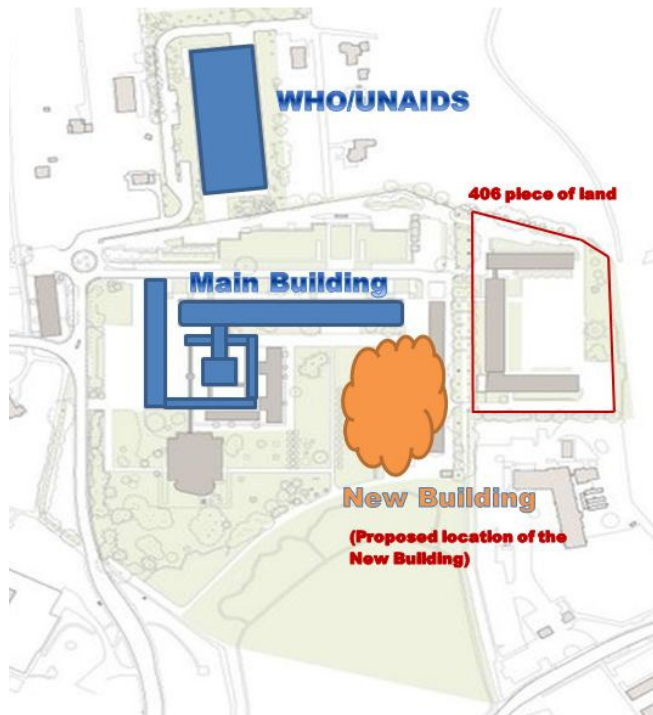 WHO/UNAIDS
406 piece of land
Main Building
New Building
(Proposed location of the
New Building)